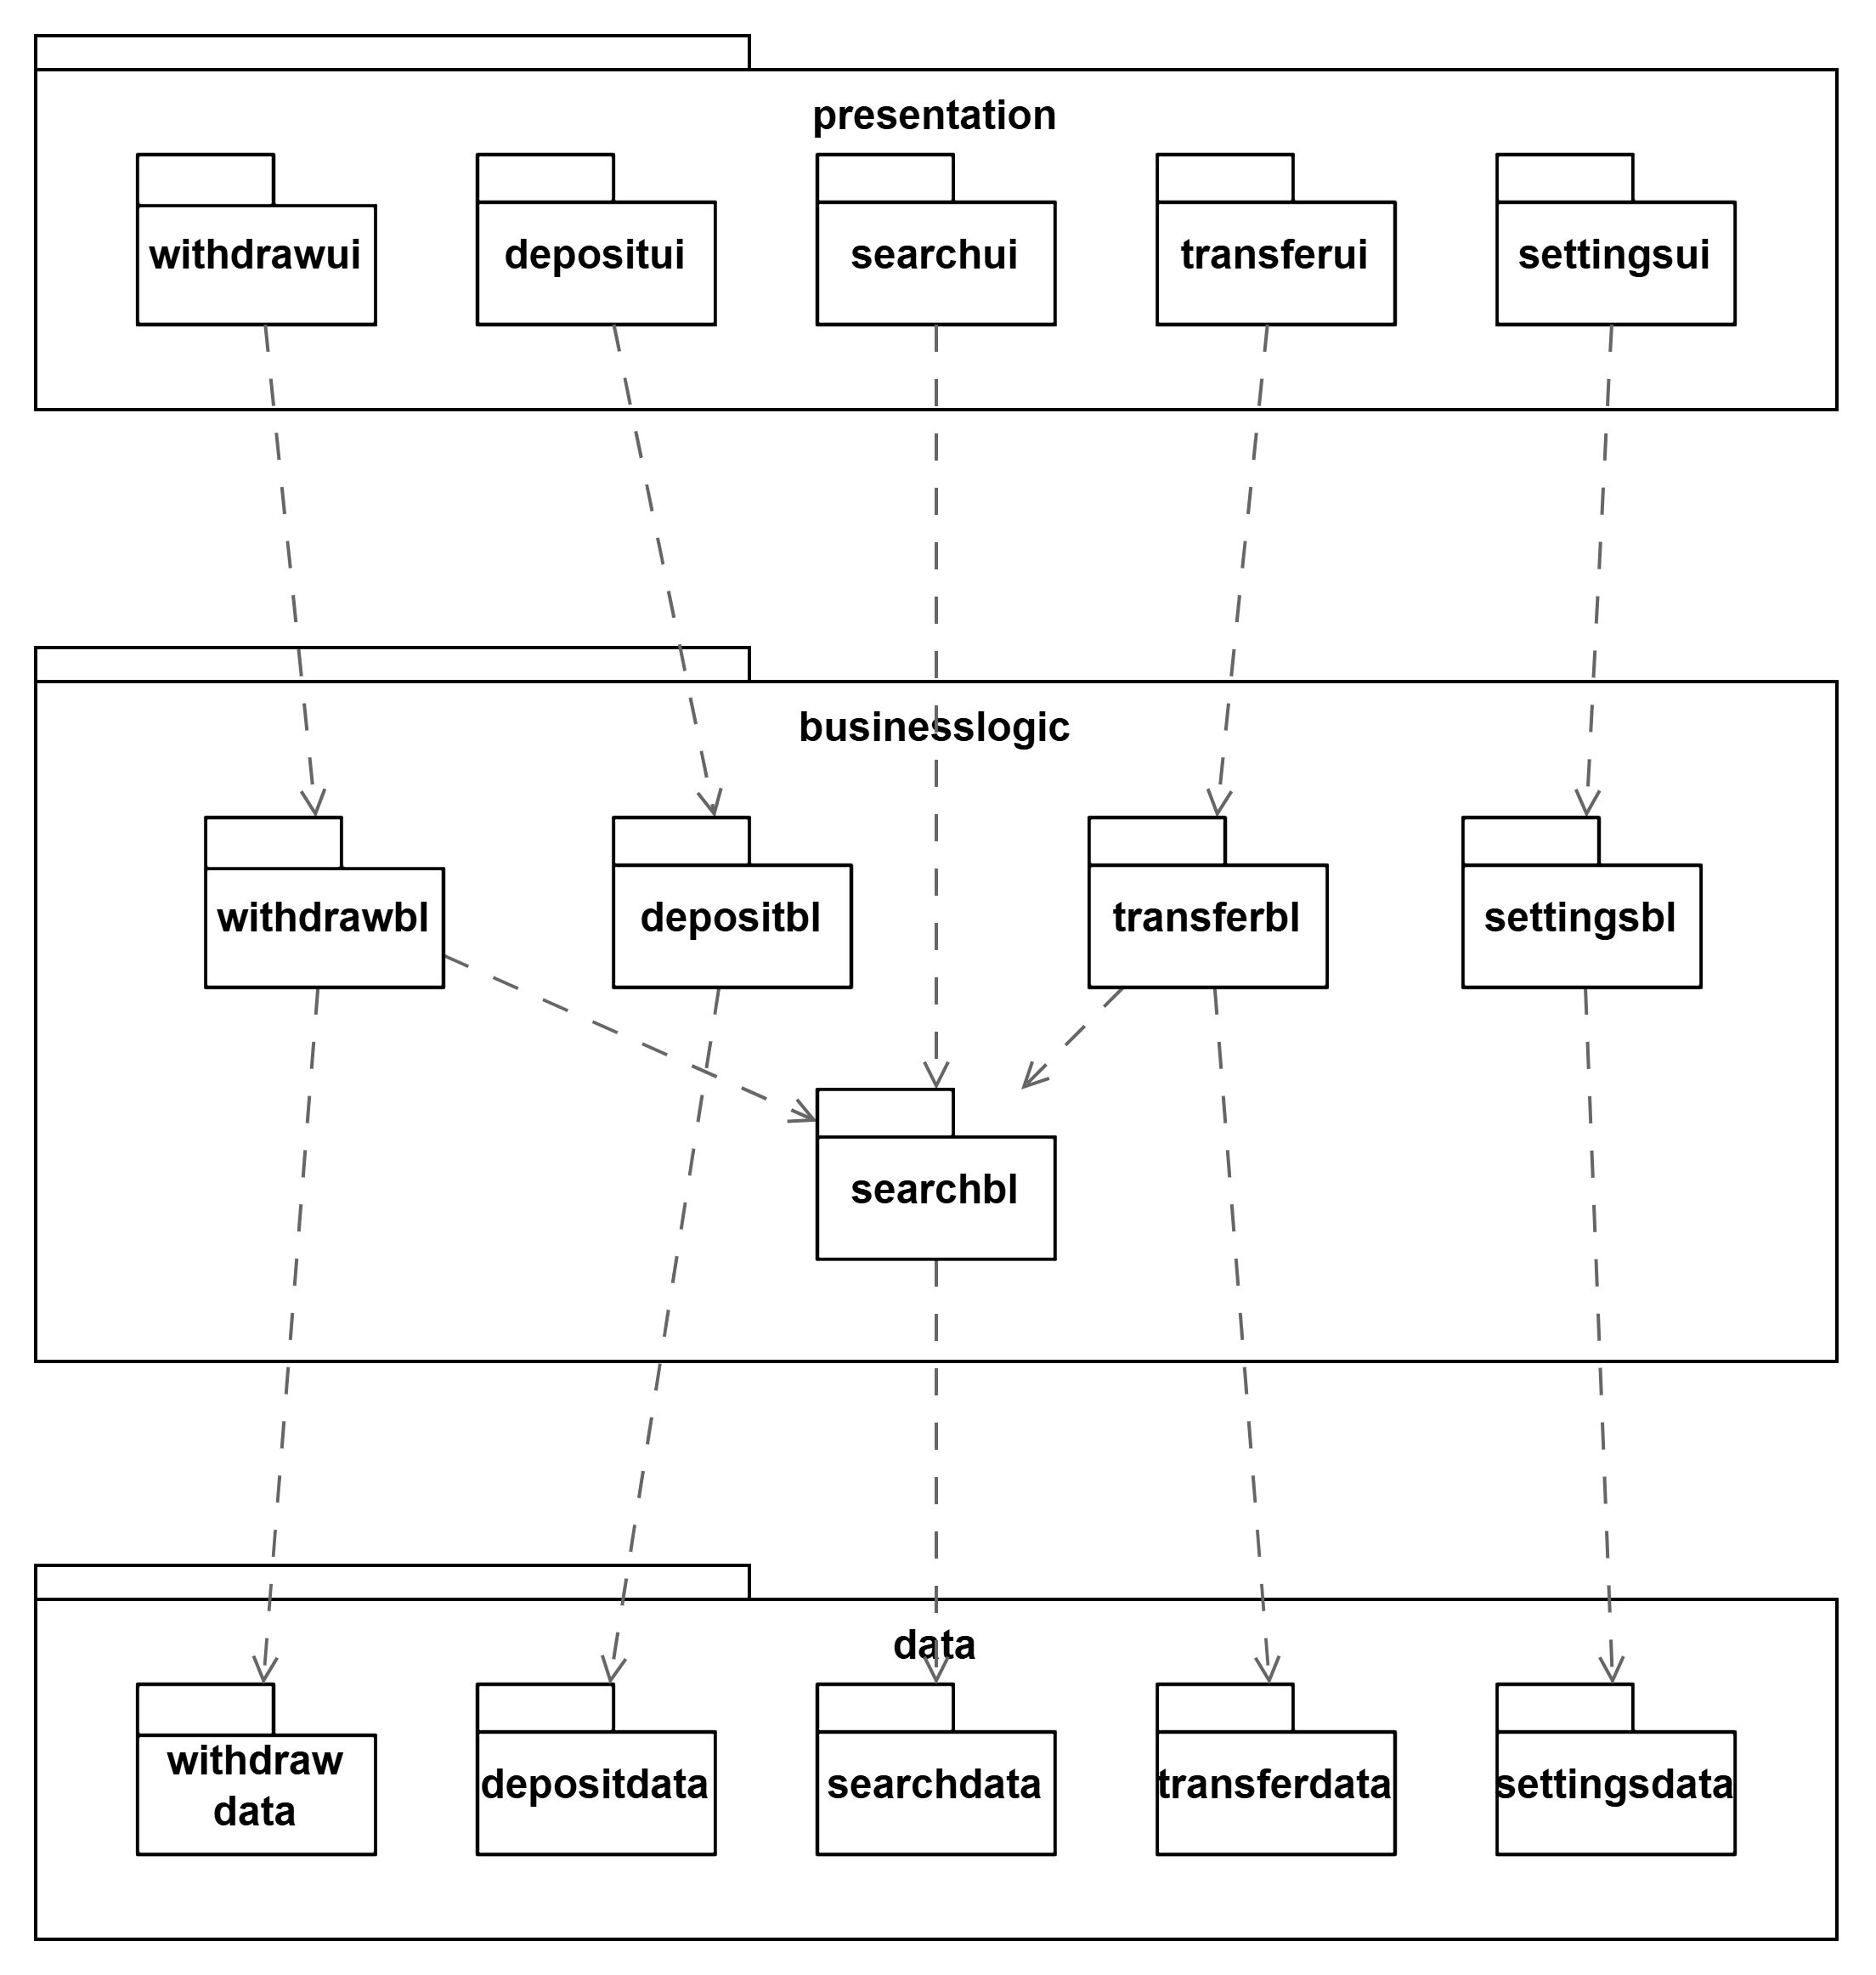 presentation
withdrawui
depositui
searchui
transferui
settingsui
businesslogic
withdrawbl
depositbl
transferbl
settingsbl
searchbl
data
withdraw
data
depositdata
searchdata
transferdata
settingsdata